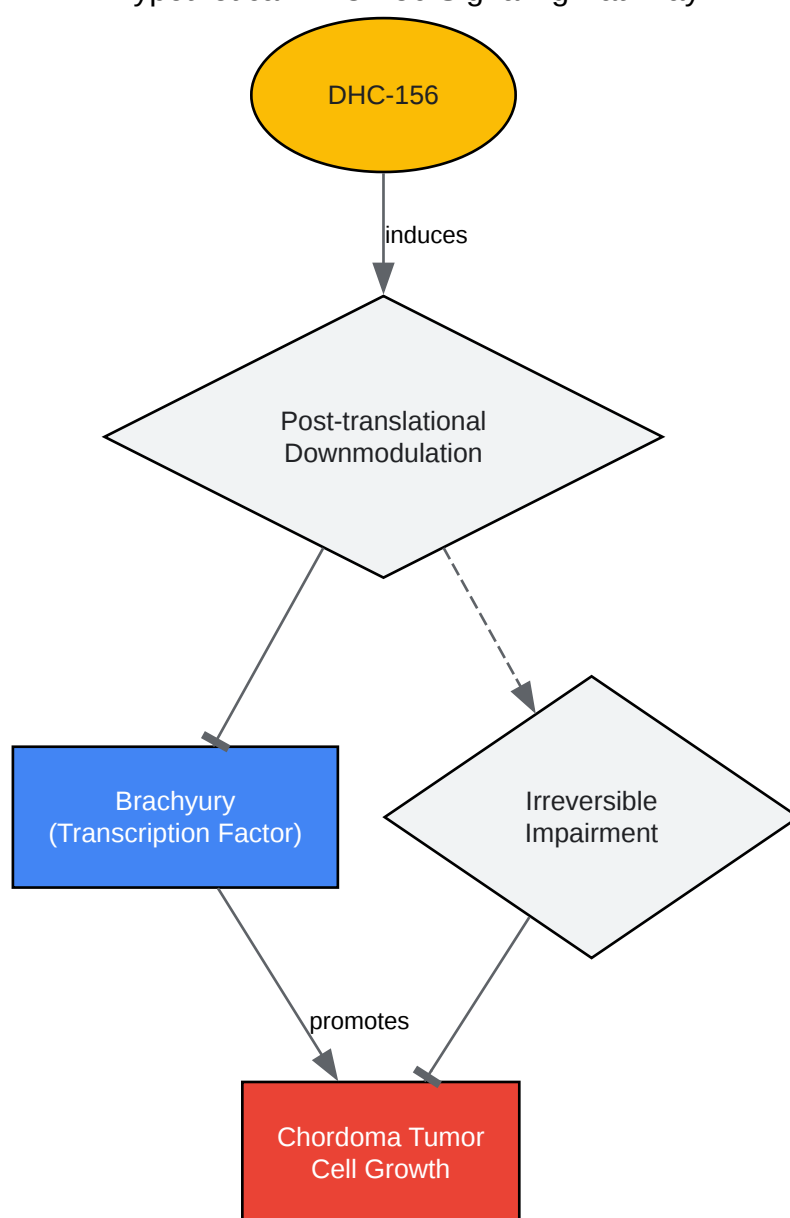 DHC-156
induces
Post-translational
Downmodulation
Brachyury
(Transcription Factor)
Irreversible
Impairment
promotes
Chordoma Tumor
Cell Growth